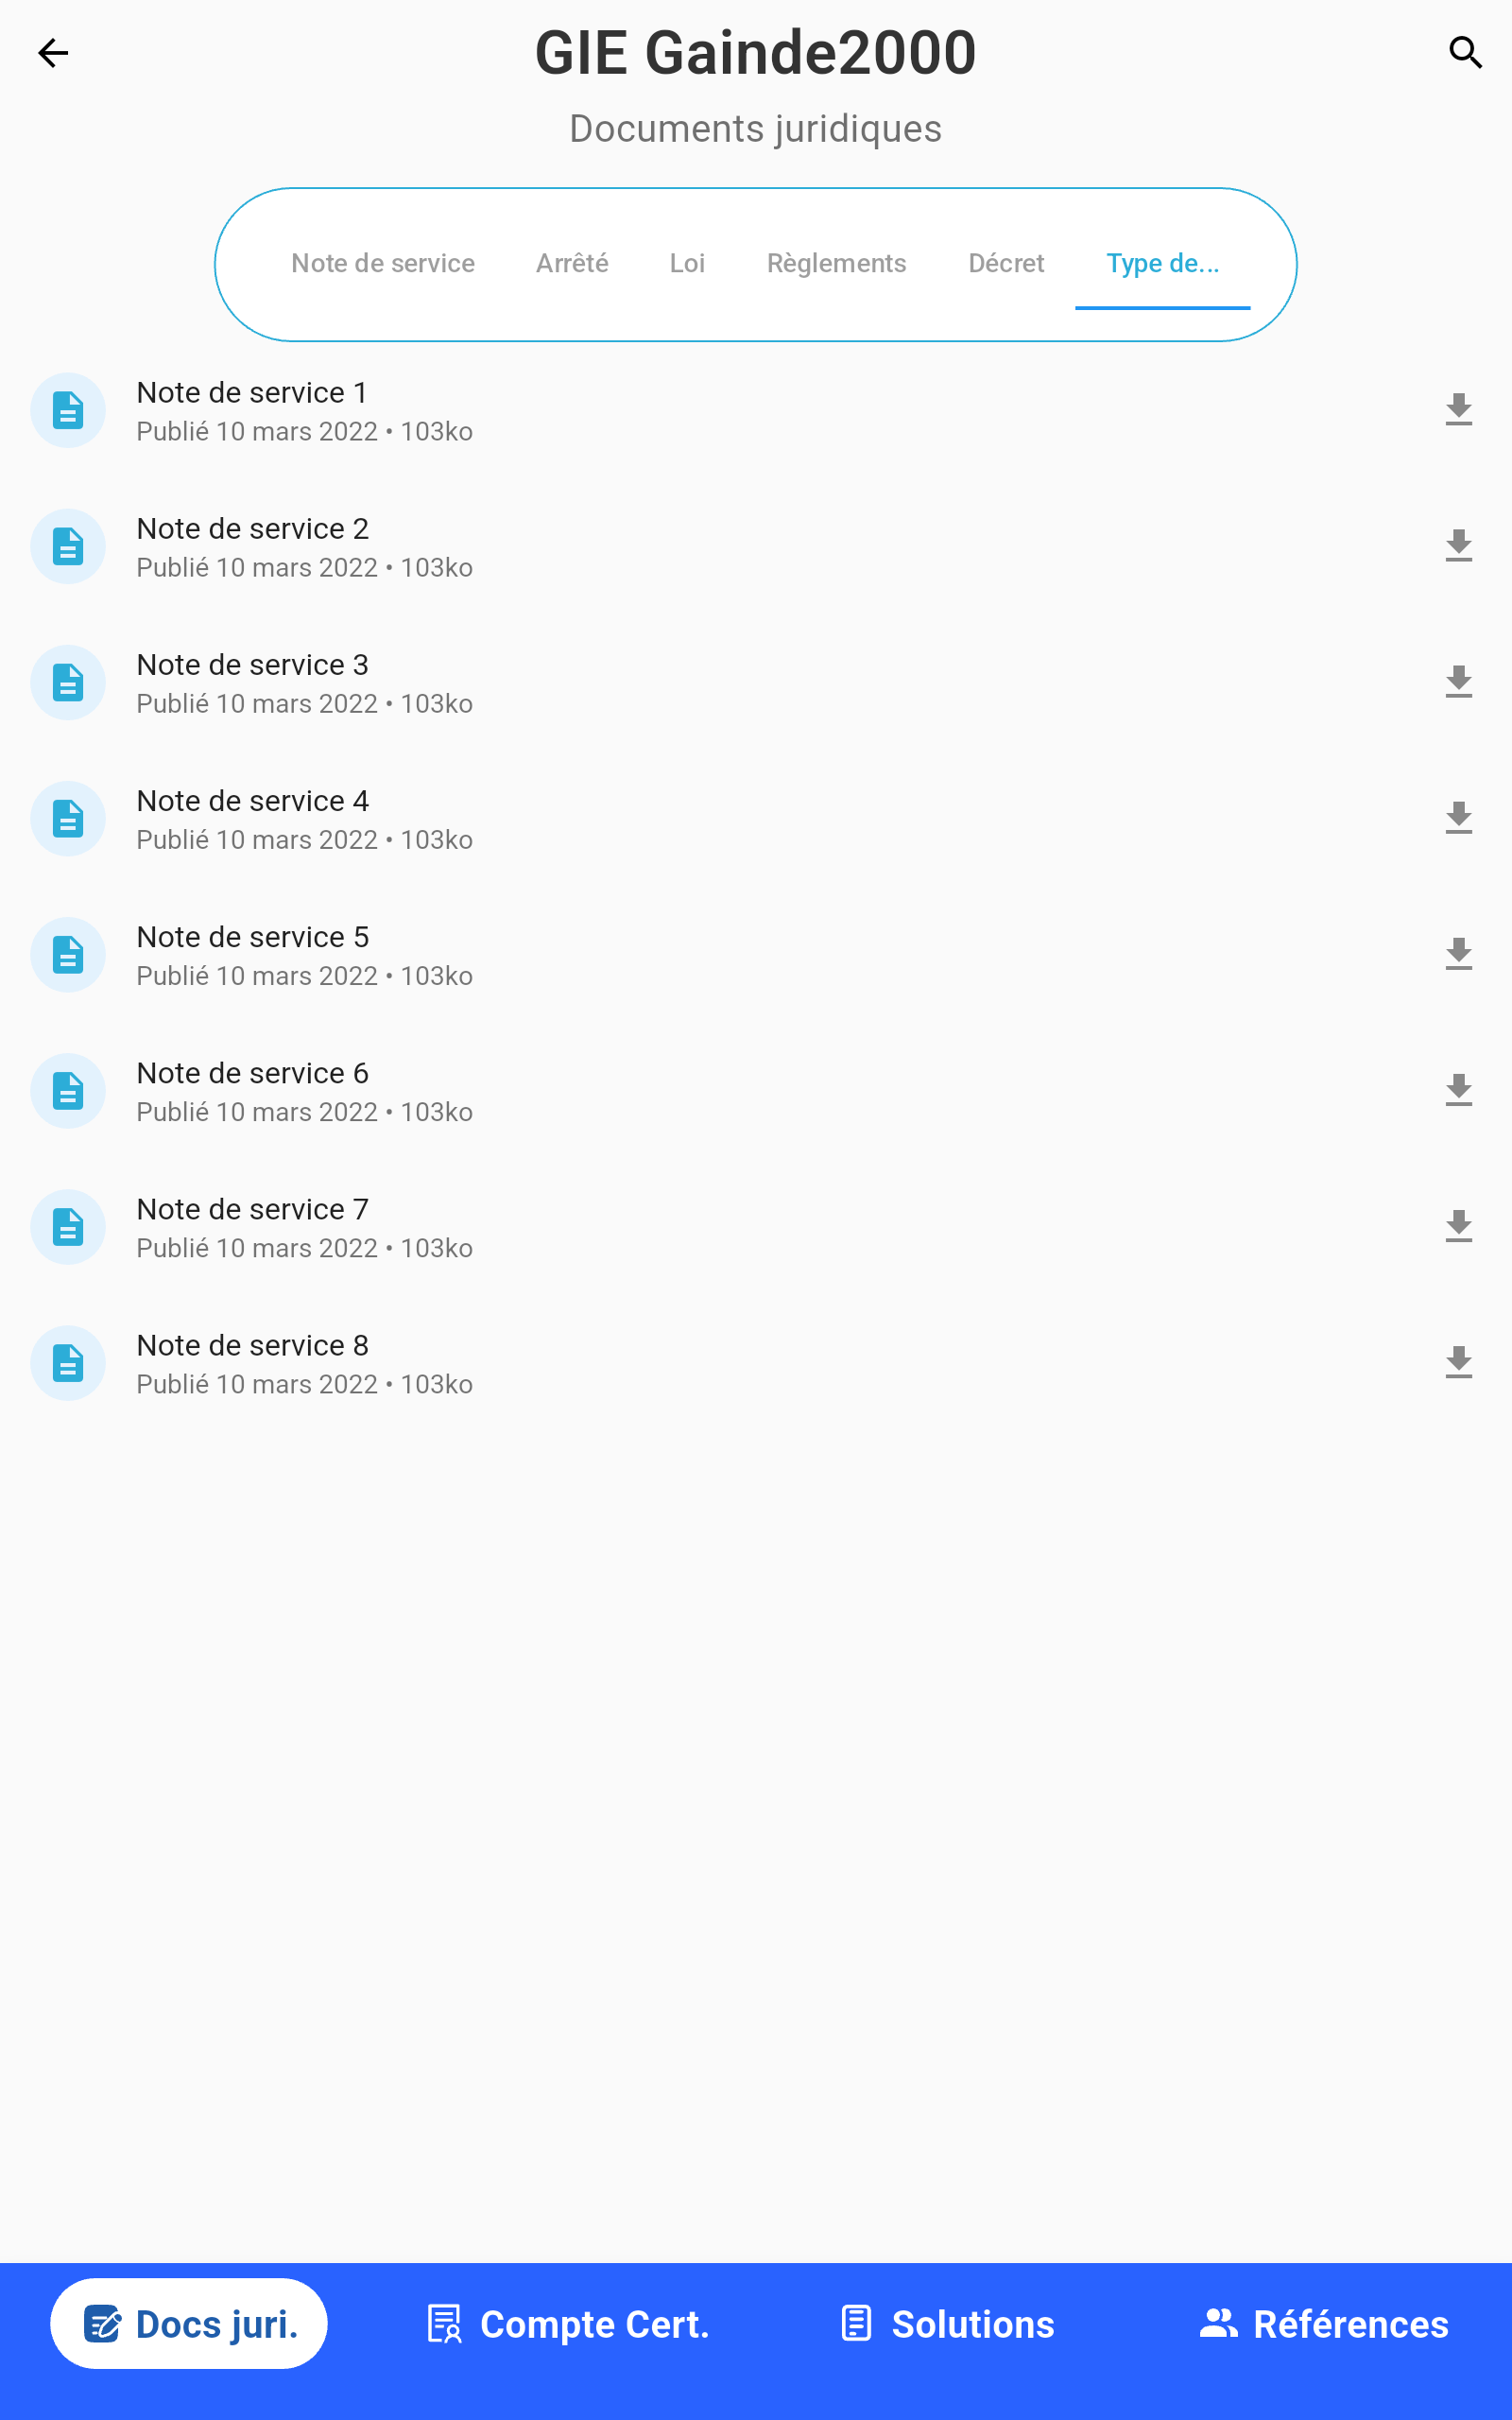 GIE Gainde2000
Documents juridiques
Note de service Arrêté Loi Règlements Décret Type de...
Note de service 1
Publié 10 mars 2022 • 103ko
Note de service 2
Publié 10 mars 2022 • 103ko
Note de service 3
Publié 10 mars 2022 • 103ko
Note de service 4
Publié 10 mars 2022 • 103ko
Note de service 5
Publié 10 mars 2022 • 103ko
Note de service 6
Publié 10 mars 2022 • 103ko
Note de service 7
Publié 10 mars 2022 • 103ko
Note de service 8
Publié 10 mars 2022 • 103ko
Docs juri. Compte Cert. Solutions Références